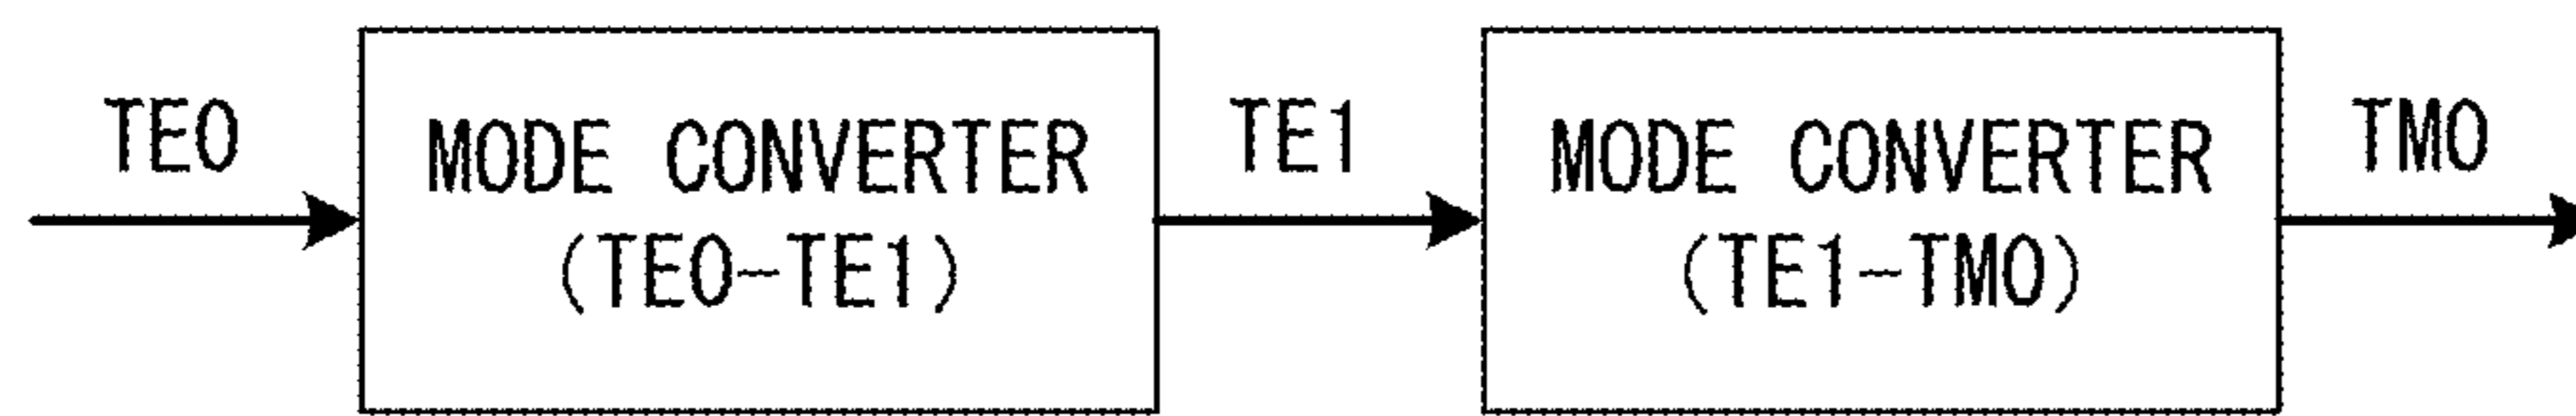 TE0
MODE CONVERTER
(TE0-TE1)
TE1
MODE CONVERTER
(TE1-TM0)
TM0